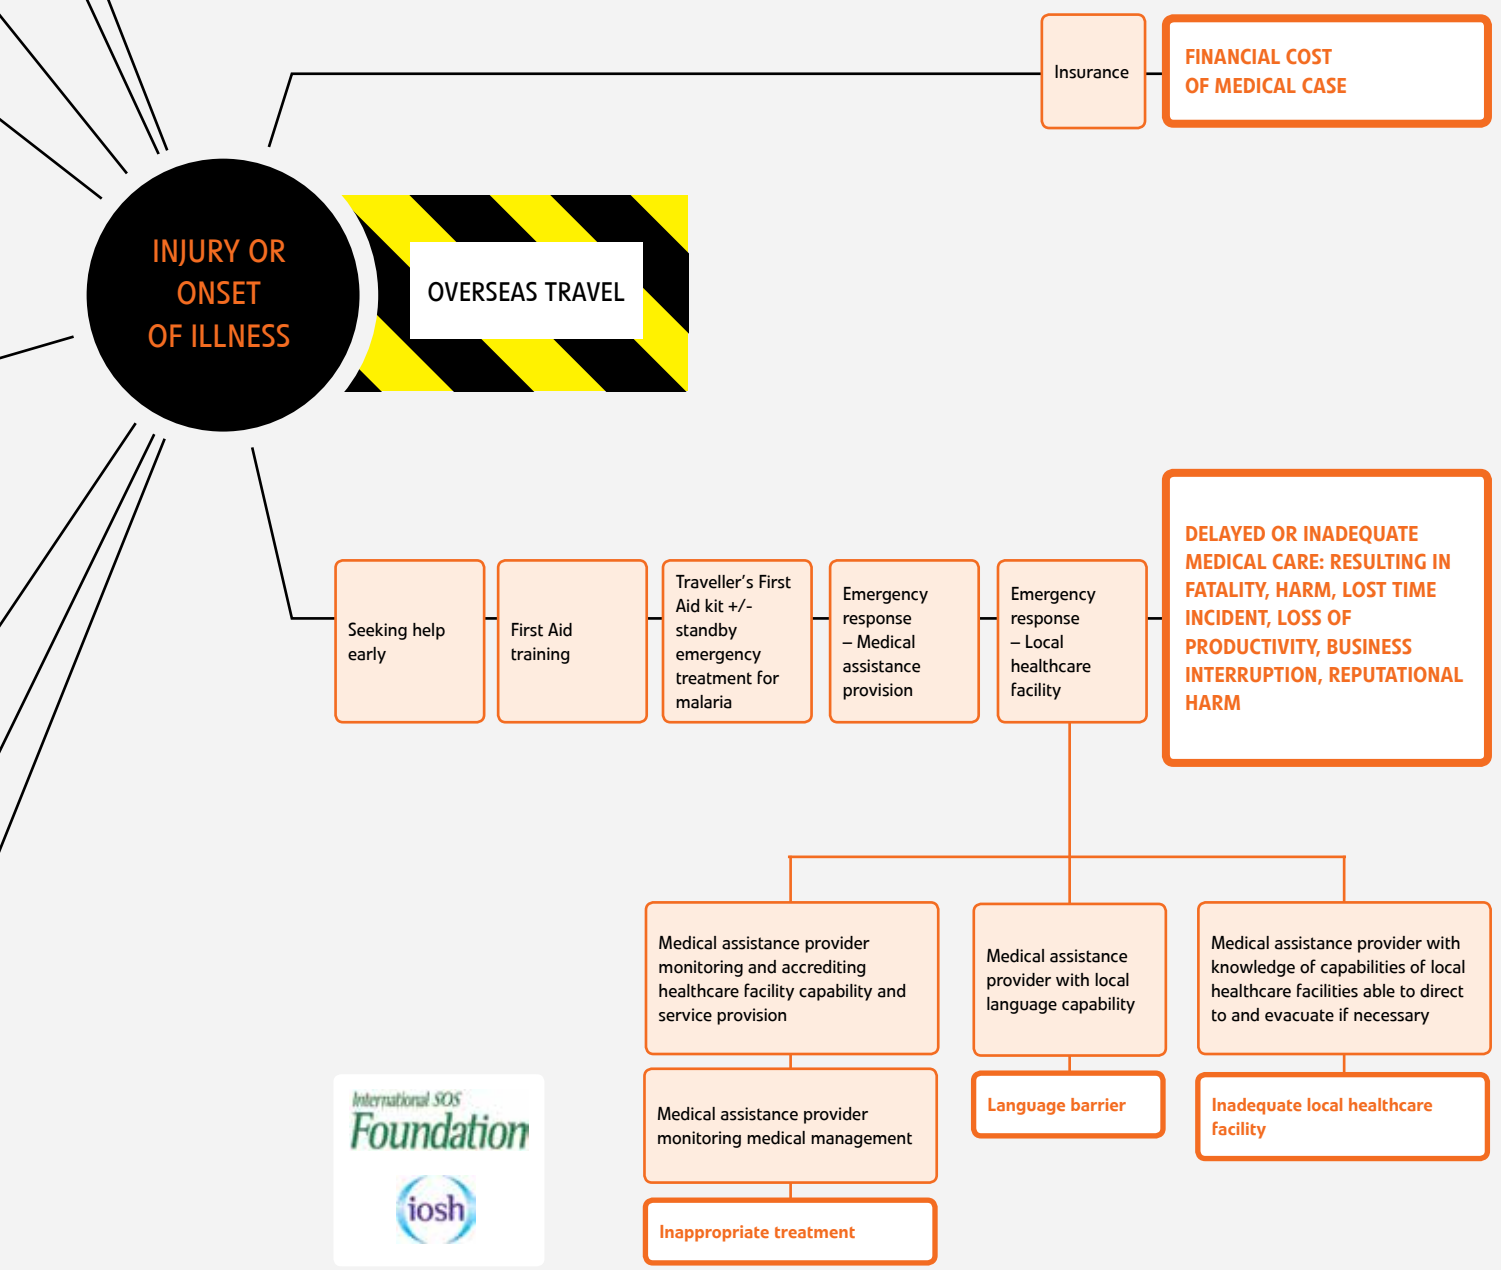 Insurance
FINANCIAL COST
OF MEDICAL CASE
INJURY OR
ONSET
OF ILLNESS
OVERSEAS TRAVEL
Seeking help
early
First Aid
training
Traveller’s First
Aid kit +/-
standby
emergency
treatment for
malaria
Emergency
response
– Medical
assistance
provision
Emergency
response
– Local
healthcare
facility
DELAYED OR INADEQUATE
MEDICAL CARE: RESULTING IN
FATALITY, HARM, LOST TIME
INCIDENT, LOSS OF
PRODUCTIVITY, BUSINESS
INTERRUPTION, REPUTATIONAL
HARM
Medical assistance provider
monitoring and accrediting
healthcare facility capability and
service provision
Medical assistance
provider with local
language capability
Medical assistance provider with
knowledge of capabilities of local
healthcare facilities able to direct
to and evacuate if necessary
Medical assistance provider
monitoring medical management
Language barrier
Inadequate local healthcare
facility
Inappropriate treatment
International SOS
Foundation
iosh